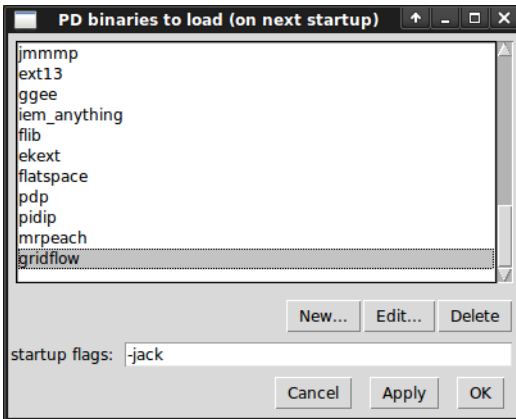 PD binaries to load (on next startup)
jmmmp
ext13
ggee
iem_anything
flib
ekext
flatspace
pdp
pidip
mrpeach
gridflow
New... Edit... Delete
startup flags: -jack
Cancel Apply OK